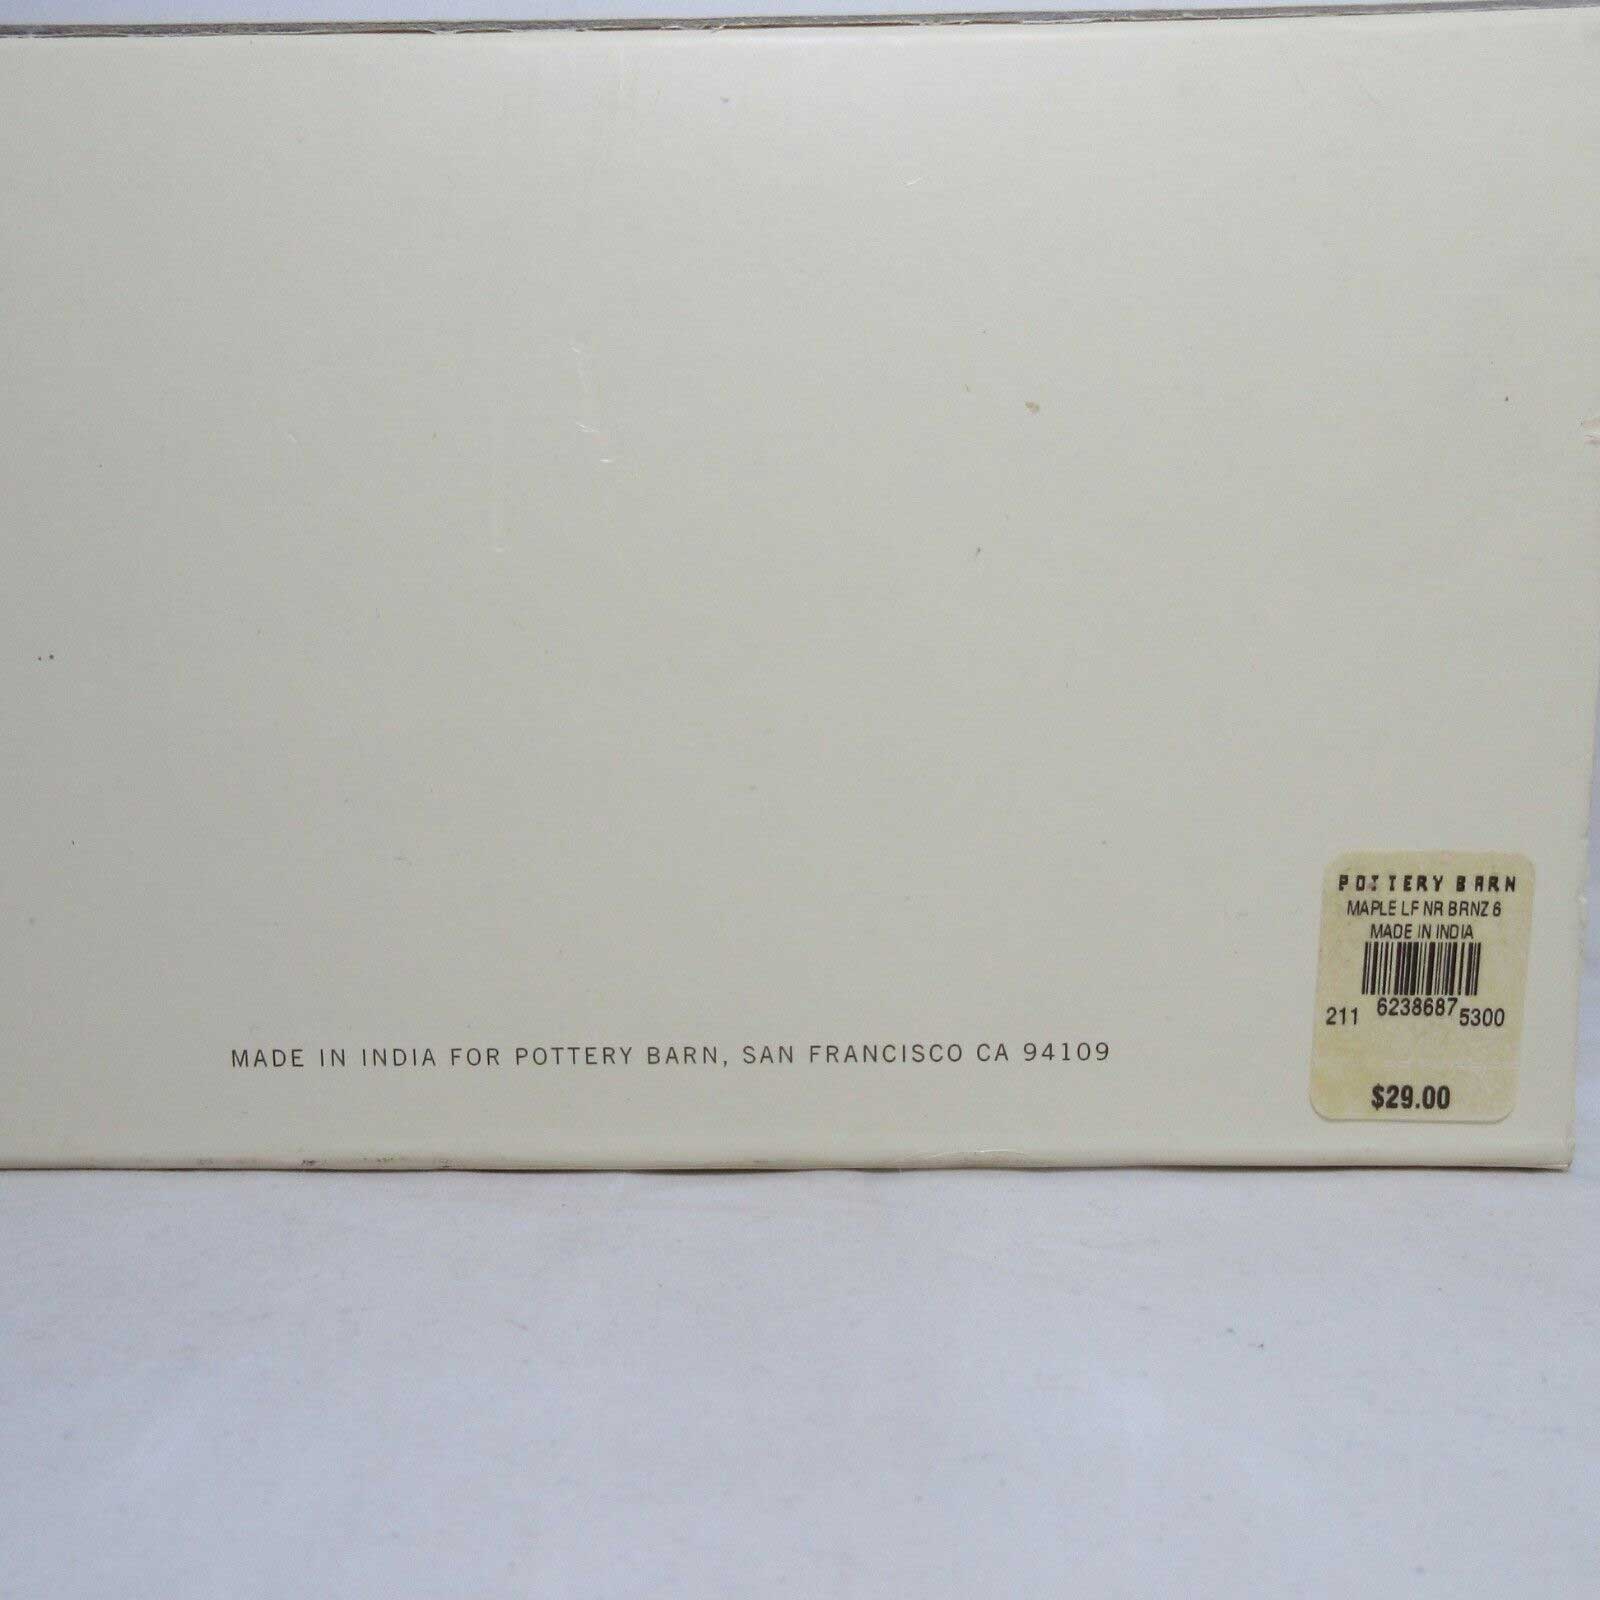 POTTERY BARN
MAPLE LF NR BRNZ 6
MADE IN INDIA
211 6238687 5300
$29.00
MADE IN INDIA FOR POTTERY BARN, SAN FRANCISCO CA 94109